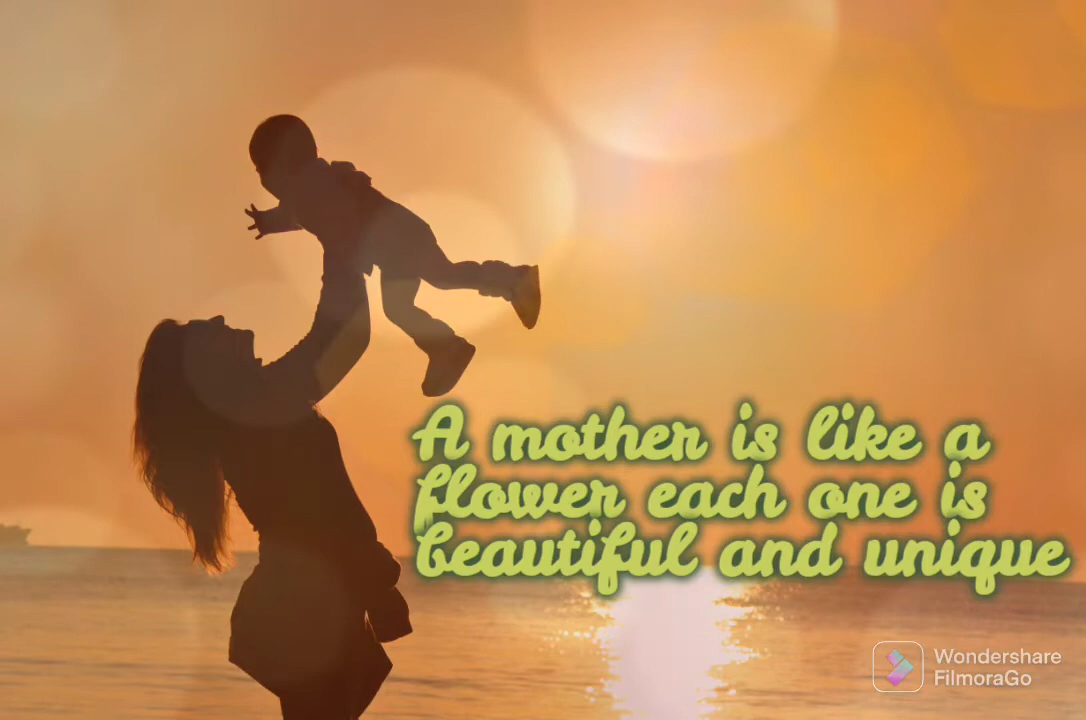 A mother is like a
flower each one is
beautiful and unique
Wondershare
FilmoraGo